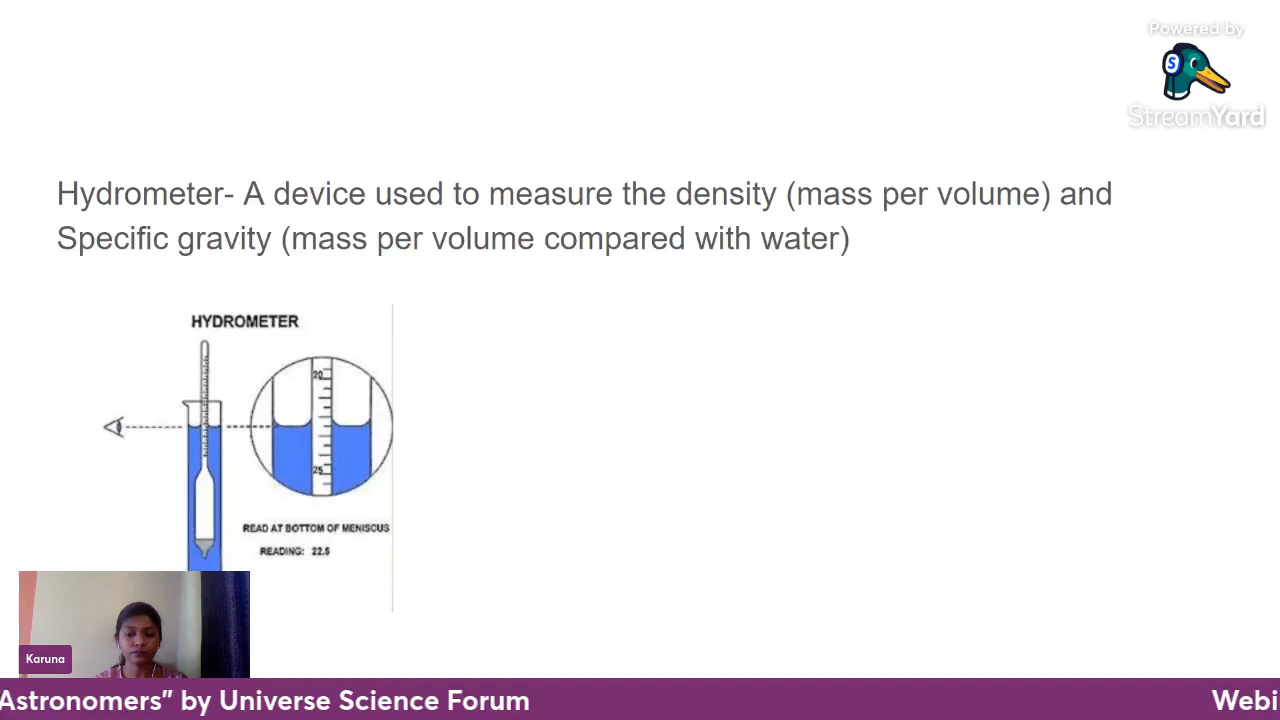 Powered by
S
StreamYard
Hydrometer- A device used to measure the density (mass per volume) and
Specific gravity (mass per volume compared with water)
HYDROMETER
20
25
READ AT BOTTOM OF MENISCUS
READING: 22.5
Karuna
Astronomers” by Universe Science Forum
Webi